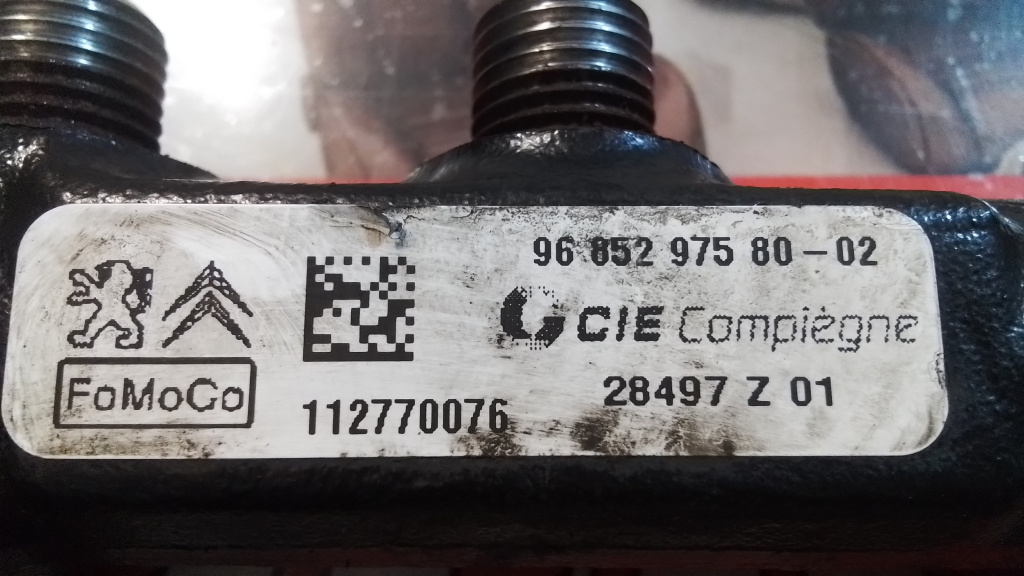 96 852 975 80-02
CIE Compiègne
FoMoCo
112770076
28497 Z 01